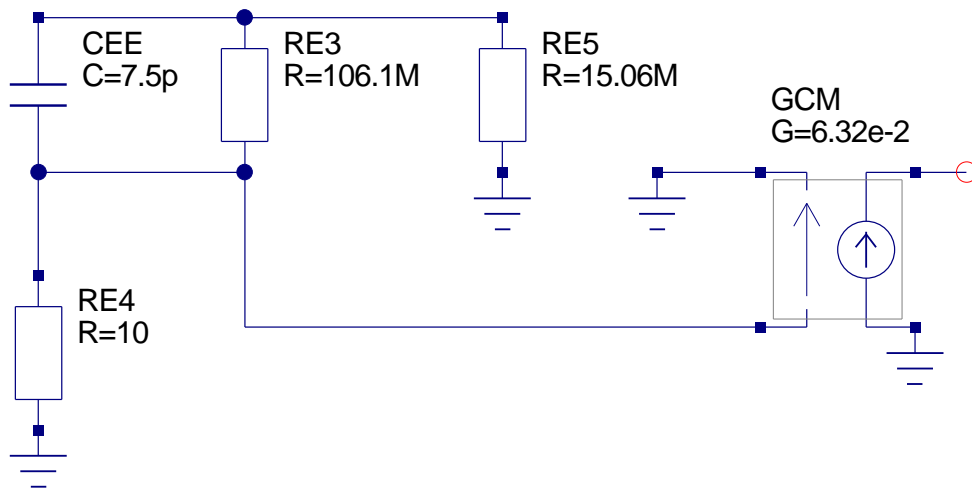 CEE
C=7.5p
RE3
R=106.1M
RE5
R=15.06M
GCM
G=6.32e-2
RE4
R=10